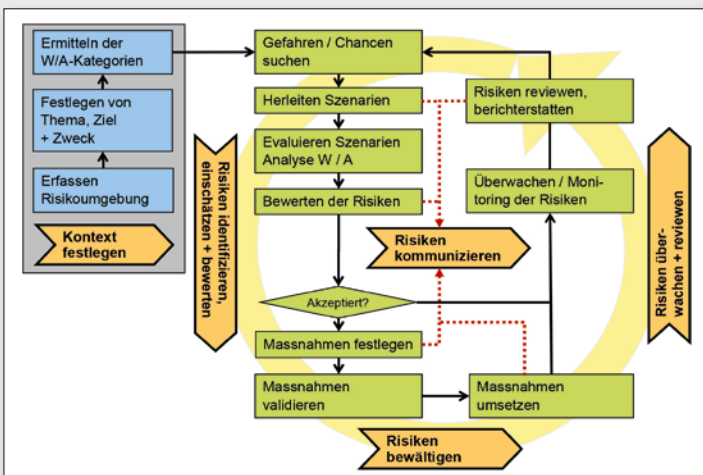 Ermitteln der
W/A-Kategorien
Festlegen von
Thema, Ziel
+ Zweck
Erfassen
Risikoumgebung
Kontext
festlegen
Gefahren / Chancen
suchen
Herleiten Szenarien
Evaluieren Szenarien
Analyse W / A
Bewerten der Risiken
Risiken identifizieren,
einschätzen + bewerten
Risiken
kommunizieren
Akzeptiert?
Massnahmen festlegen
Massnahmen
validieren
Massnahmen
umsetzen
Risiken
bewältigen
Risiken reviewen,
berichterstatten
Überwachen / Moni-
toring der Risiken
Risiken über-
wachen + reviewen